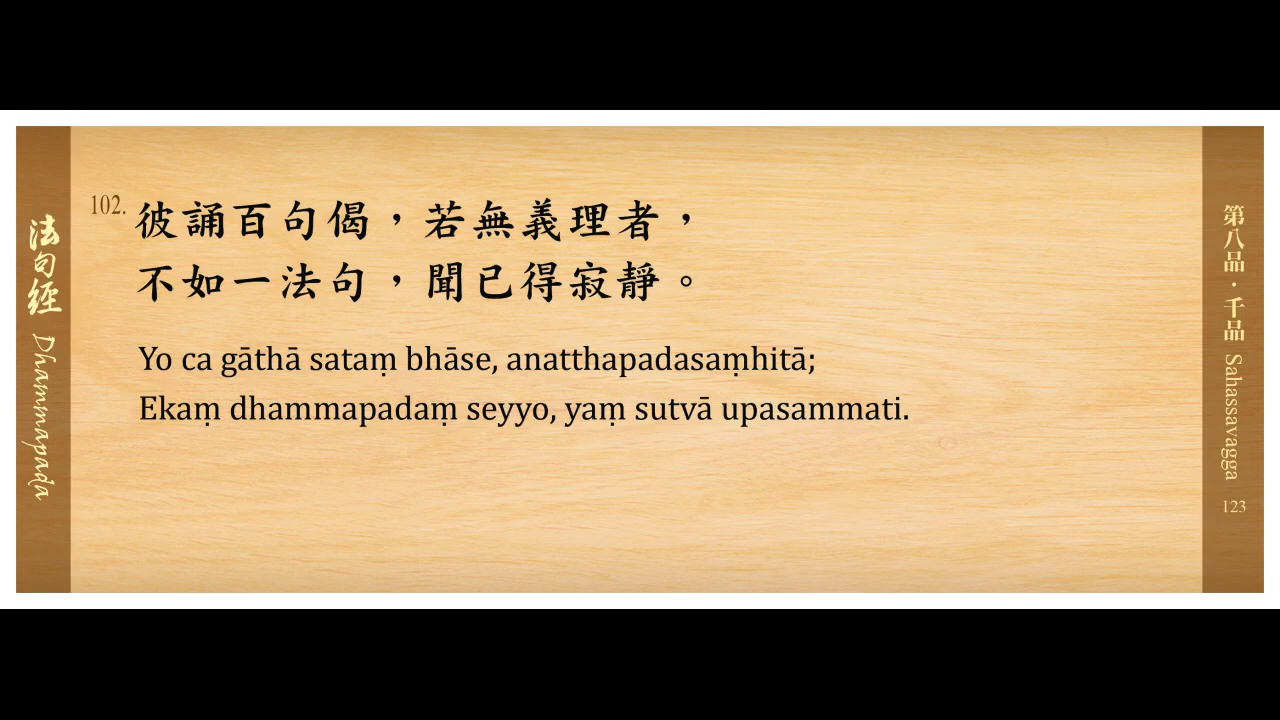 法句經 Dhammapada
102. 彼誦百句偈，若無義理者，
不如一法句，聞已得寂靜。
Yo ca gāthā sataṃ bhāse, anatthapadasaṃhitā;
Ekaṃ dhammapadaṃ seyyo, yaṃ sutvā upasammati.
第八品．千品 Sahassavagga 123